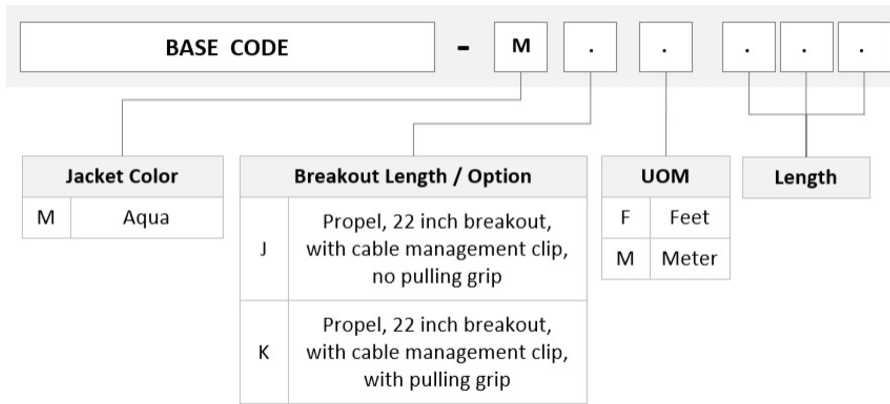 BASE CODE - M . . . . .
Jacket Color
M Aqua
Breakout Length / Option
J Propel, 22 inch breakout,
with cable management clip,
no pulling grip
K Propel, 22 inch breakout,
with cable management clip,
with pulling grip
UOM
F Feet
M Meter
Length